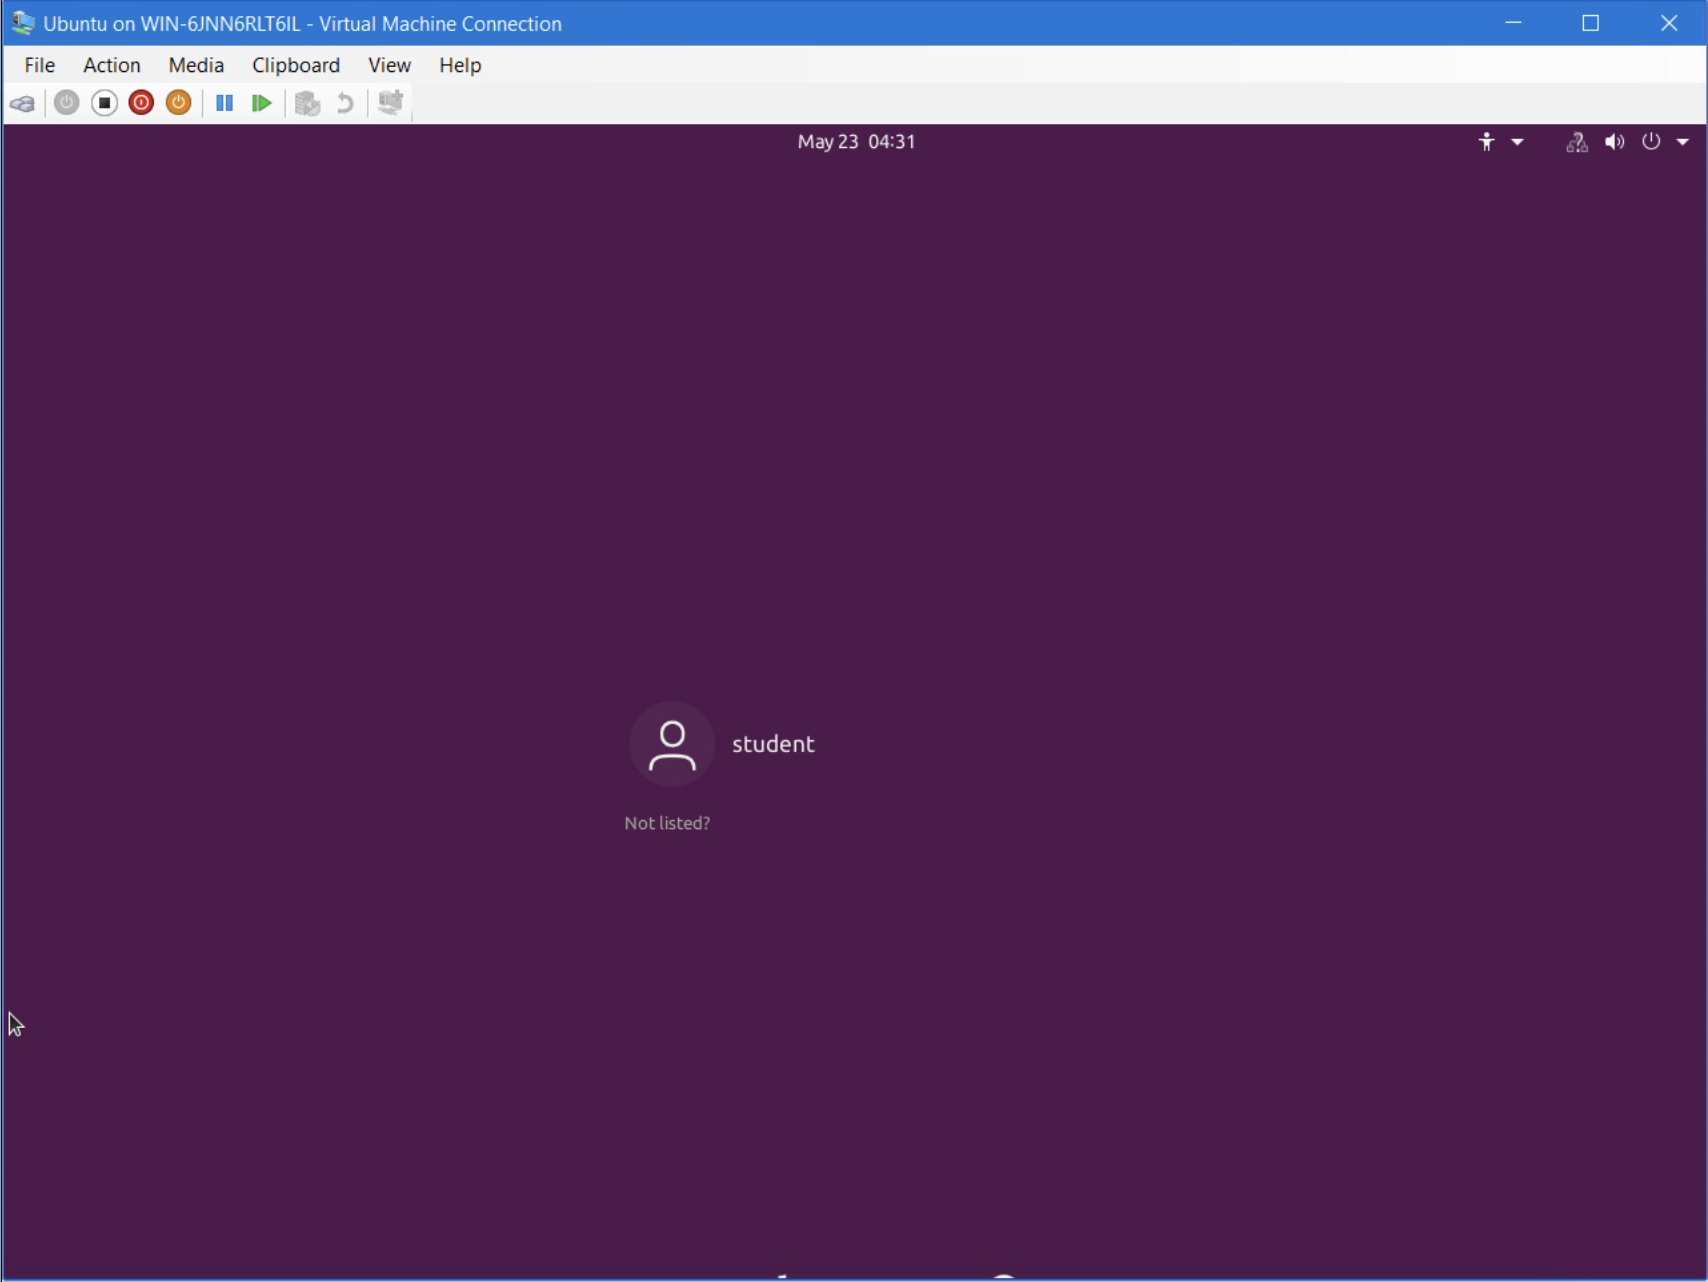 Ubuntu on WIN-6JNN6RLT6IL - Virtual Machine Connection
File Action Media Clipboard View Help
May 23 04:31
student
Not listed?